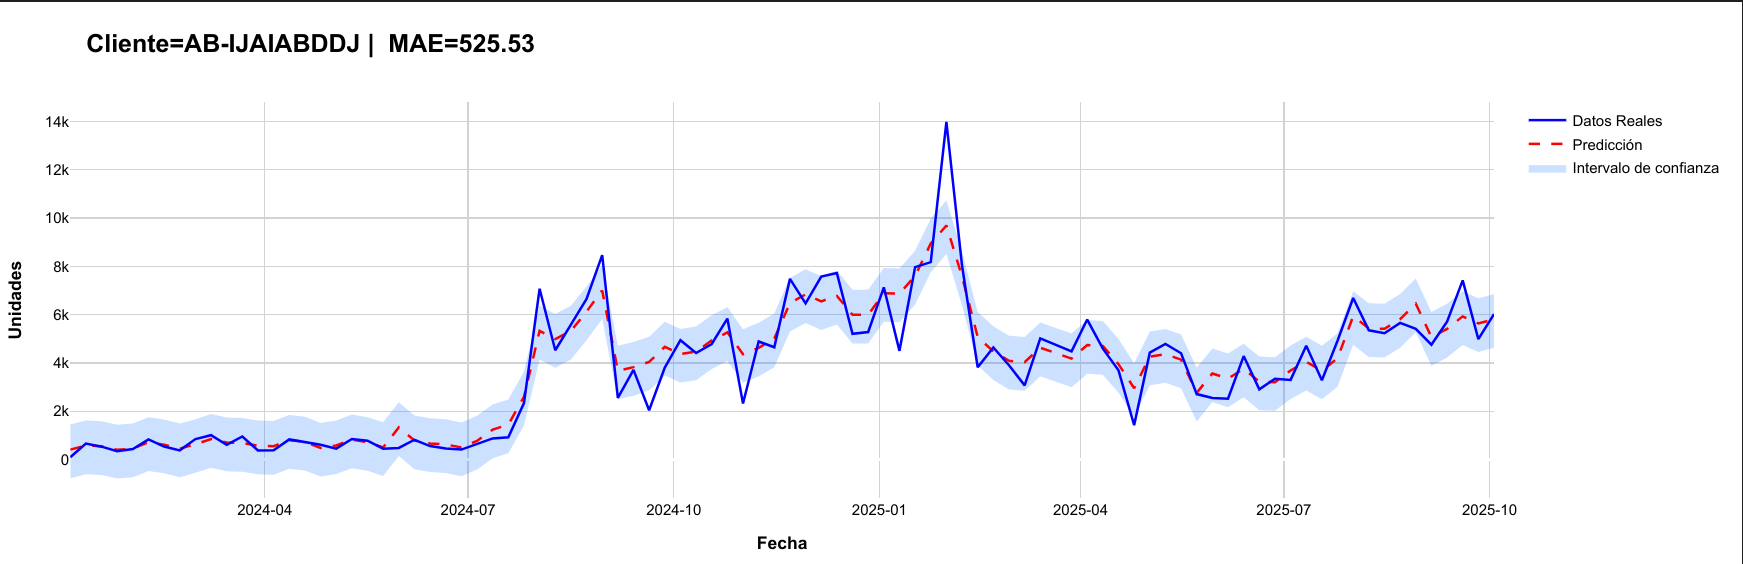 Cliente=AB-IJAIABDDJ |  MAE=525.53
14k
12k
10k
8k
6k
4k
2k
0
Unidades
2024-04
2024-07
2024-10
2025-01
2025-04
2025-07
2025-10
Fecha
Datos Reales
Predicción
Intervalo de confianza